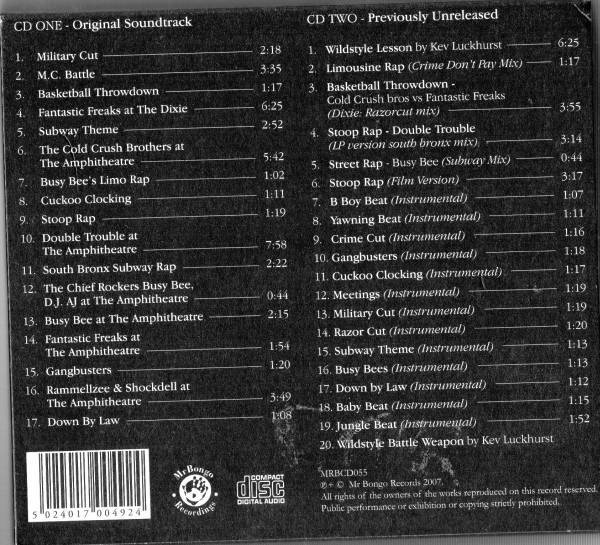 CD ONE - Original Soundtrack
1. Military Cut 2:18
2. M.C. Battle 3:35
3. Basketball Throwdown 1:17
4. Fantastic Freaks at The Dixie 6:25
5. Subway Theme 2:52
6. The Cold Crush Brothers at
The Amphitheatre 5:42
7. Busy Bee's Limo Rap 1:02
8. Cuckoo Clocking 1:11
9. Stoop Rap 1:19
10. Double Trouble at
The Amphitheatre 7:58
11. South Bronx Subway Rap 2:22
12. The Chief Rockers Busy Bee,
D.J. AJ at The Amphitheatre 0:44
13. Busy Bee at The Amphitheatre 2:15
14. Fantastic Freaks at
The Amphitheatre 1:54
15. Gangbusters 1:20
16. Rammellzee & Shockdell at
The Amphitheatre 3:49
17. Down By Law 1:08
CD TWO - Previously Unreleased
1. Wildstyle Lesson by Kev Luckhurst 6:25
2. Limousine Rap (Crime Don't Pay Mix) 1:17
3. Basketball Throwdown -
Cold Crush bros vs Fantastic Freaks
(Dixie: Razorcut mix) 3:55
4. Stoop Rap - Double Trouble
(LP version south bronx mix) 3:14
5. Street Rap - Busy Bee (Subway Mix) 0:44
6. Stoop Rap (Film Version) 3:17
7. B Boy Beat (Instrumental) 1:07
8. Yawning Beat (Instrumental) 1:11
9. Crime Cut (Instrumental) 1:16
10. Gangbusters (Instrumental) 1:18
11. Cuckoo Clocking (Instrumental) 1:17
12. Meetings (Instrumental) 1:19
13. Military Cut (Instrumental) 1:19
14. Razor Cut (Instrumental) 1:20
15. Subway Theme (Instrumental) 1:13
16. Busy Bees (Instrumental) 1:13
17. Down by Law (Instrumental) 1:12
18. Baby Beat (Instrumental) 1:15
19. Jungle Beat (Instrumental) 1:52
20. Wildstyle Battle Weapon by Kev Luckhurst
5 024017 004924
Mr Bongo
Recordings
COMPACT
disc
DIGITAL AUDIO
MRBCD055
℗ + © Mr Bongo Records 2007.
All rights of the owners of the works reproduced on this record reserved.
Public performance or exhibition or copying strictly prohibited.